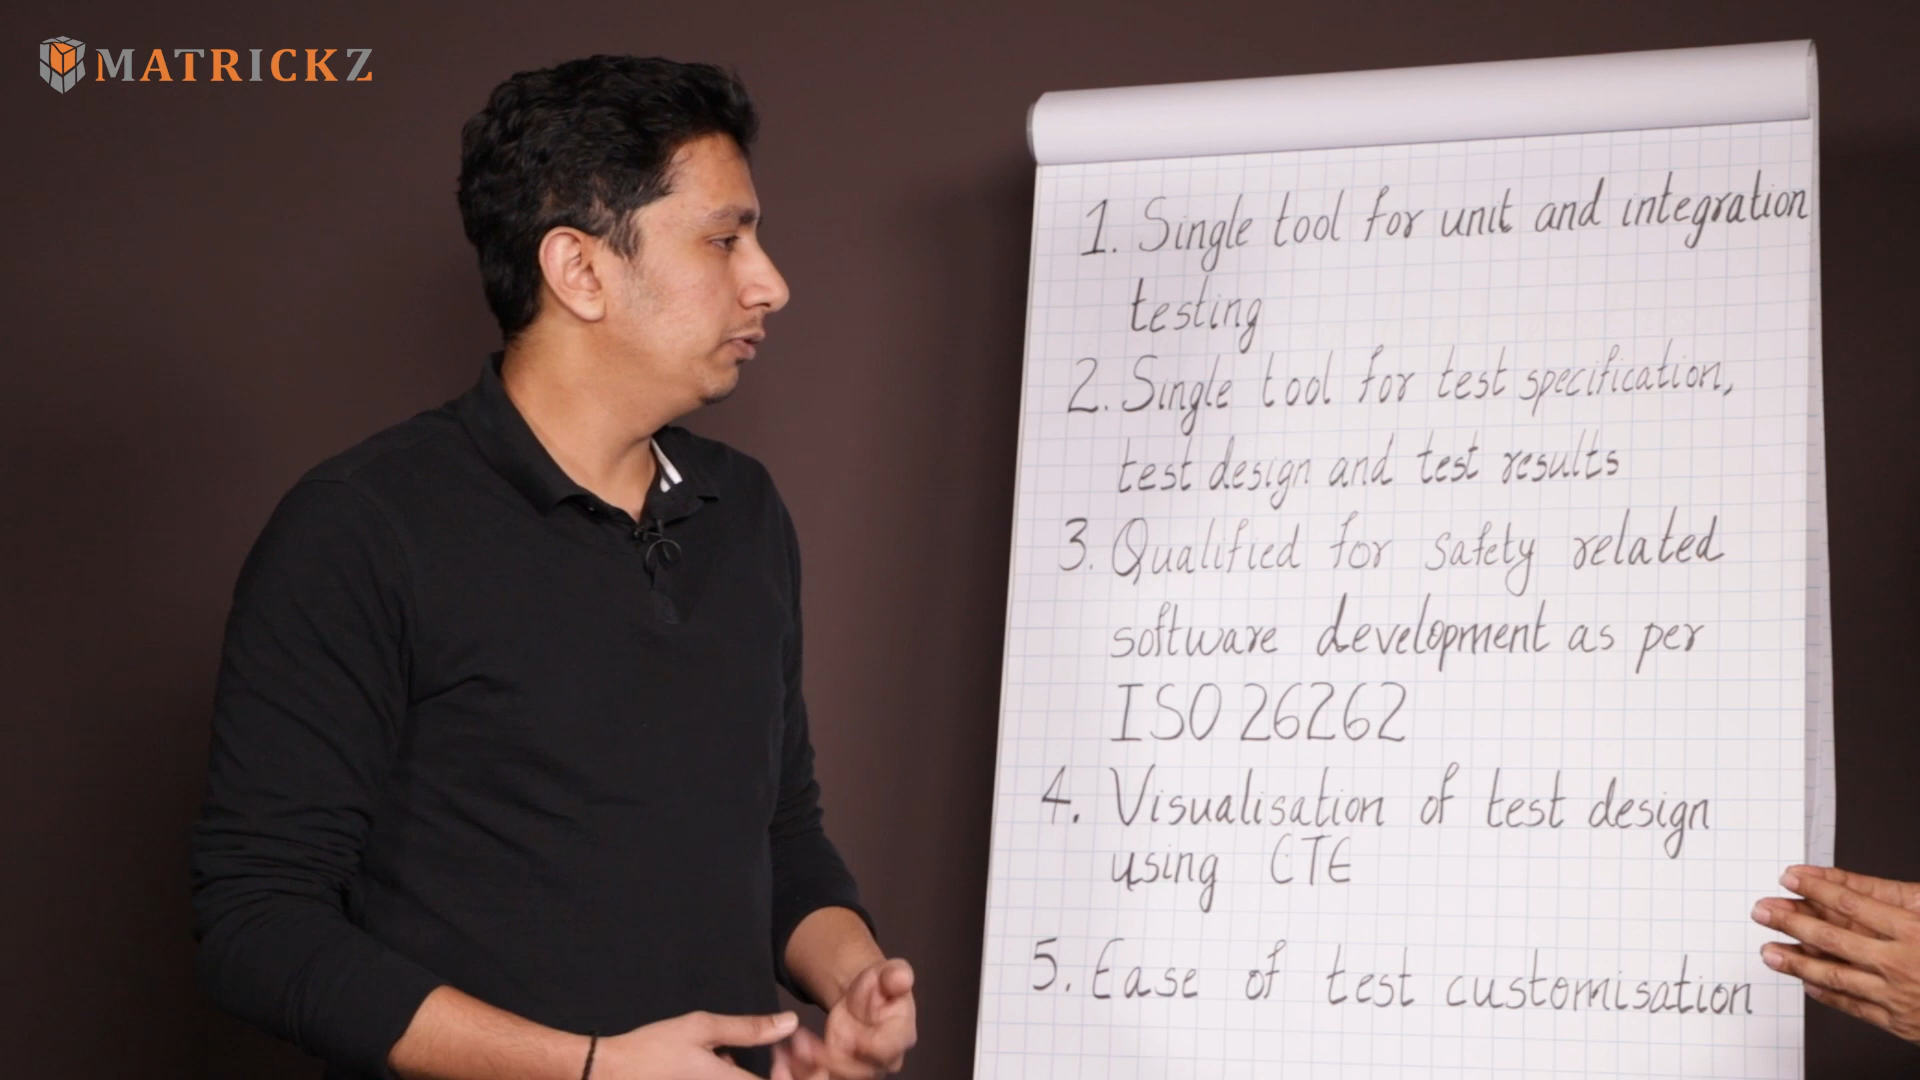 MATRICKZ
1. Single tool for unit and integration
testing
2. Single tool for test specification,
test design and test results
3. Qualified for safety related
software development as per
ISO 26262
4. Visualisation of test design
using CTE
5. Ease of test customisation